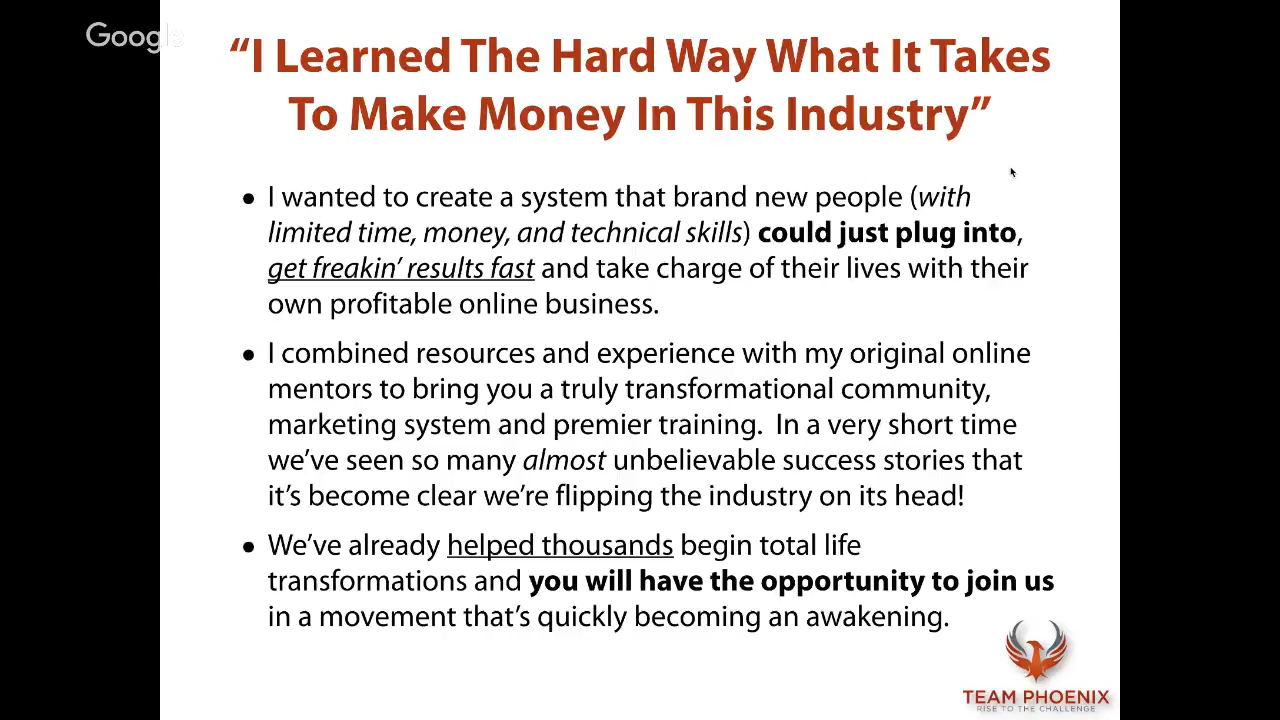 Google
“I Learned The Hard Way What It Takes
To Make Money In This Industry”
• I wanted to create a system that brand new people (with
limited time, money, and technical skills) could just plug into,
get freakin’ results fast and take charge of their lives with their
own profitable online business.
• I combined resources and experience with my original online
mentors to bring you a truly transformational community,
marketing system and premier training.  In a very short time
we’ve seen so many almost unbelievable success stories that
it’s become clear we’re flipping the industry on its head!
• We’ve already helped thousands begin total life
transformations and you will have the opportunity to join us
in a movement that’s quickly becoming an awakening.
TEAM PHOENIX
RISE TO THE CHALLENGE